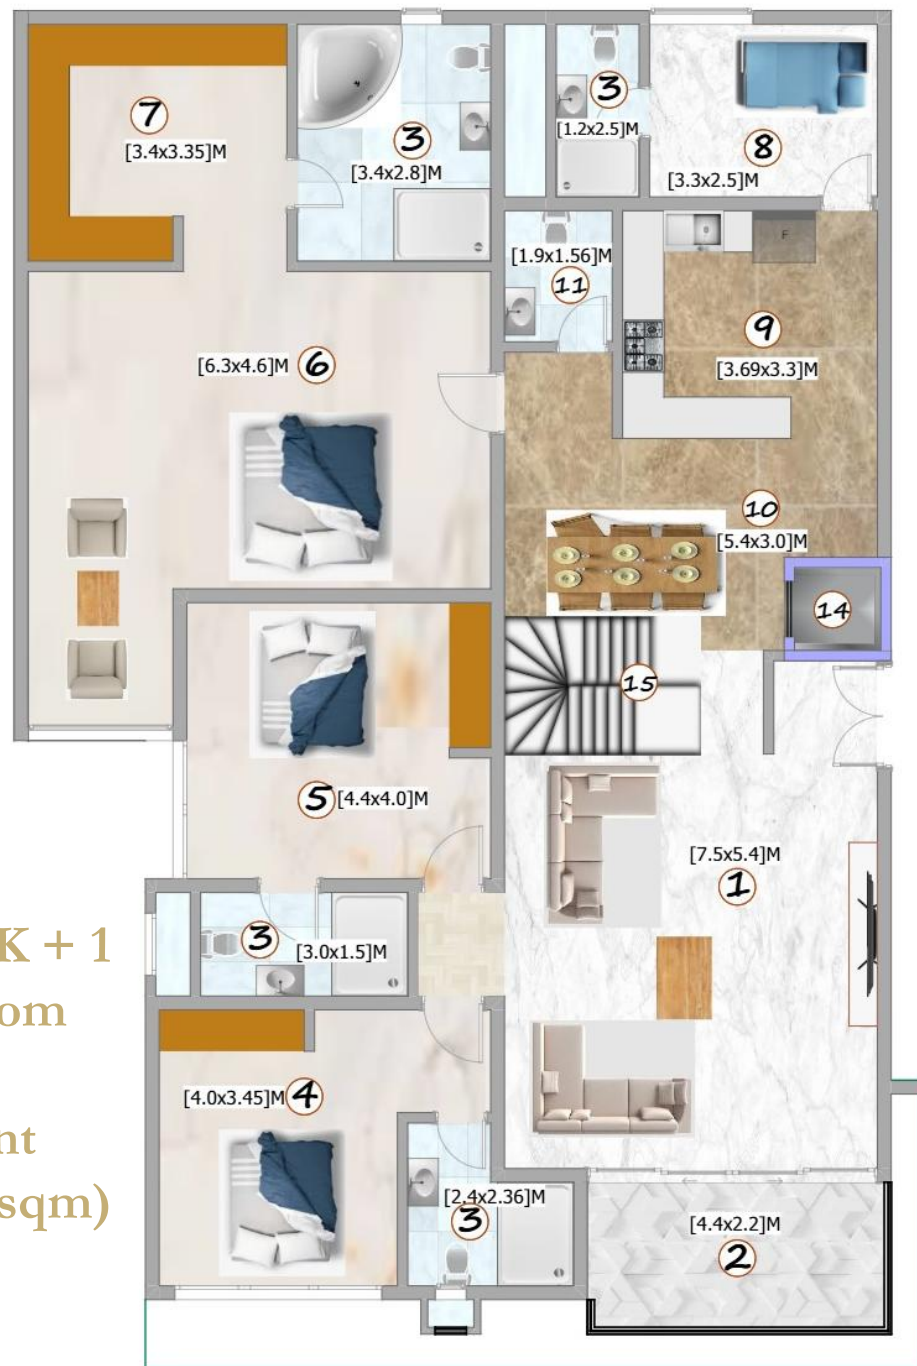 7
[3.4x3.35]M
3
[3.4x2.8]M
3
[1.2x2.5]M
8
[3.3x2.5]M
[1.9x1.56]M
11
F
9
[3.69x3.3]M
[6.3x4.6]M 6
10
[5.4x3.0]M
14
15
5 [4.4x4.0]M
[7.5x5.4]M
1
3
[3.0x1.5]M
K + 1
om
[4.0x3.45]M 4
nt
sqm)
[2.4x2.36]M
3
[4.4x2.2]M
2